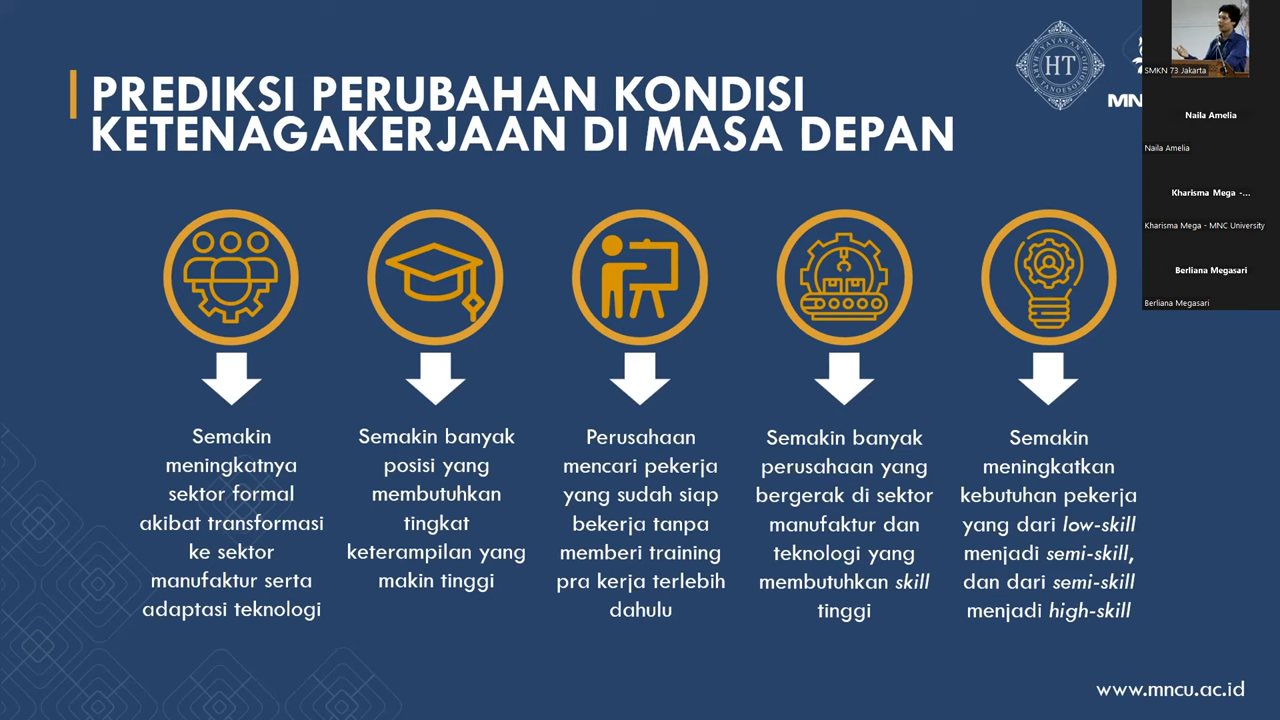 PREDIKSI PERUBAHAN KONDISI
KETENAGAKERJAAN DI MASA DEPAN
HT
YAYASAN
MN
SMKN 73 Jakarta
Naila Amelia
Naila Amelia
Kharisma Mega -...
Kharisma Mega - MNC University
Berliana Megasari
Berliana Megasari
Semakin
meningkatnya
sektor formal
akibat transformasi
ke sektor
manufaktur serta
adaptasi teknologi
Semakin banyak
posisi yang
membutuhkan
tingkat
keterampilan yang
makin tinggi
Perusahaan
mencari pekerja
yang sudah siap
bekerja tanpa
memberi training
pra kerja terlebih
dahulu
Semakin banyak
perusahaan yang
bergerak di sektor
manufaktur dan
teknologi yang
membutuhkan skill
tinggi
Semakin
meningkatkan
kebutuhan pekerja
yang dari low-skill
menjadi semi-skill,
dan dari semi-skill
menjadi high-skill
www.mncu.ac.id